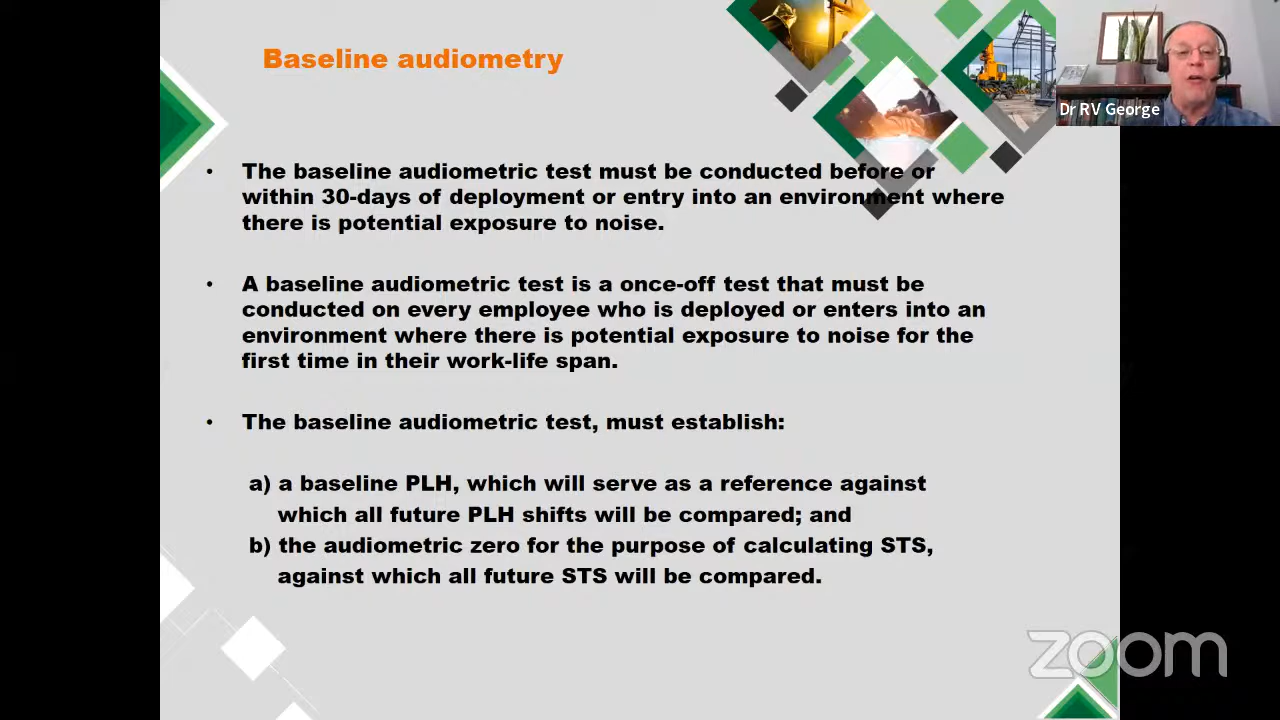 Baseline audiometry
Dr RV George
• The baseline audiometric test must be conducted before or
within 30-days of deployment or entry into an environment where
there is potential exposure to noise.
• A baseline audiometric test is a once-off test that must be
conducted on every employee who is deployed or enters into an
environment where there is potential exposure to noise for the
first time in their work-life span.
• The baseline audiometric test, must establish:
a) a baseline PLH, which will serve as a reference against
which all future PLH shifts will be compared; and
b) the audiometric zero for the purpose of calculating STS,
against which all future STS will be compared.
zoom